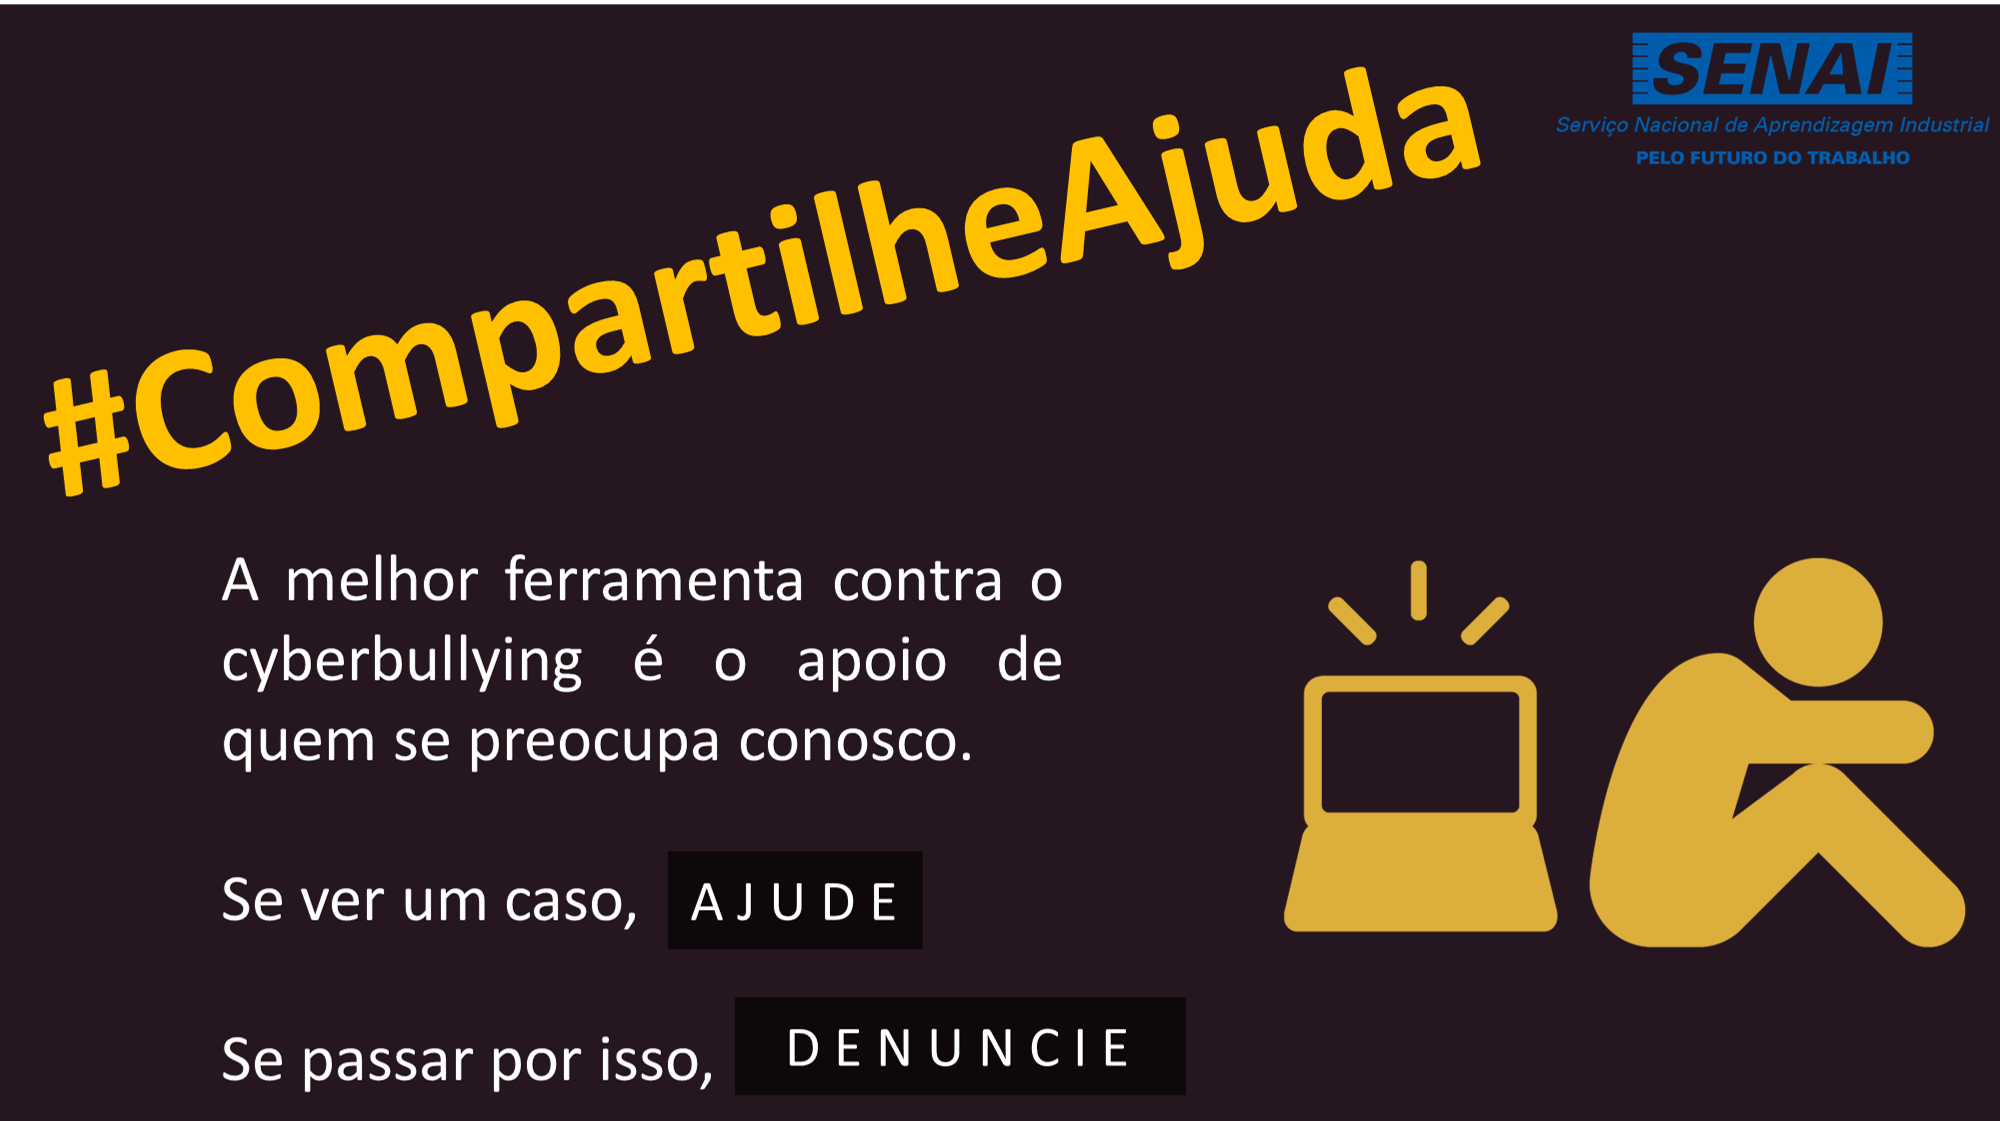 SENAI
Serviço Nacional de Aprendizagem Industrial
PELO FUTURO DO TRABALHO
#CompartilheAjuda
A melhor ferramenta contra o
cyberbullying é o apoio de
quem se preocupa conosco.
Se ver um caso, AJUDE
Se passar por isso, DENUNCIE